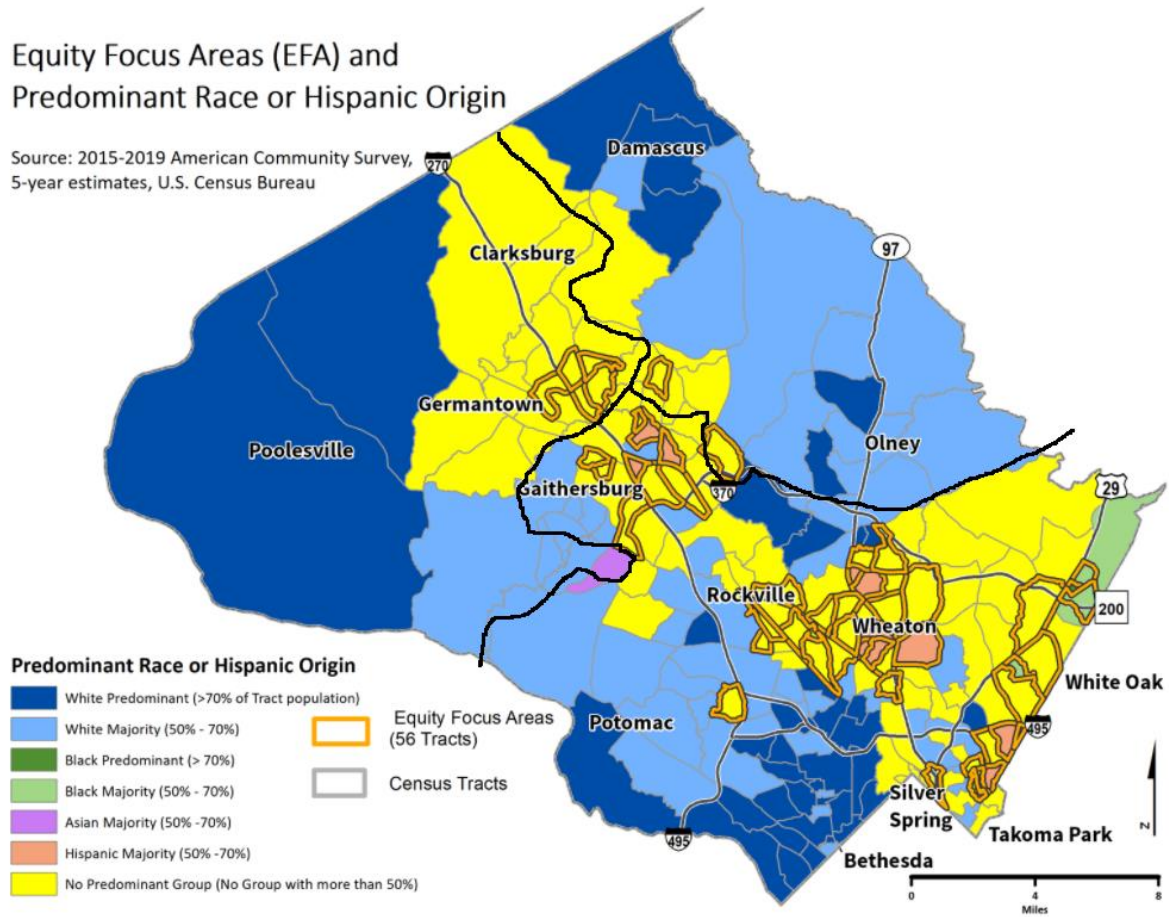 Equity Focus Areas (EFA) and
Predominant Race or Hispanic Origin
Source: 2015-2019 American Community Survey,
5-year estimates, U.S. Census Bureau
270
Damascus
97
Clarksburg
Germantown
Olney
Poolesville
Gaithersburg
370
29
Rockville
200
Wheaton
White Oak
Potomac
495
Silver
Spring
Takoma Park
495
Bethesda
Predominant Race or Hispanic Origin
White Predominant (>70% of Tract population)
White Majority (50% - 70%)
Black Predominant (> 70%)
Black Majority (50% - 70%)
Asian Majority (50% -70%)
Hispanic Majority (50% -70%)
No Predominant Group (No Group with more than 50%)
Equity Focus Areas
(56 Tracts)
Census Tracts
N
0 4 8
Miles